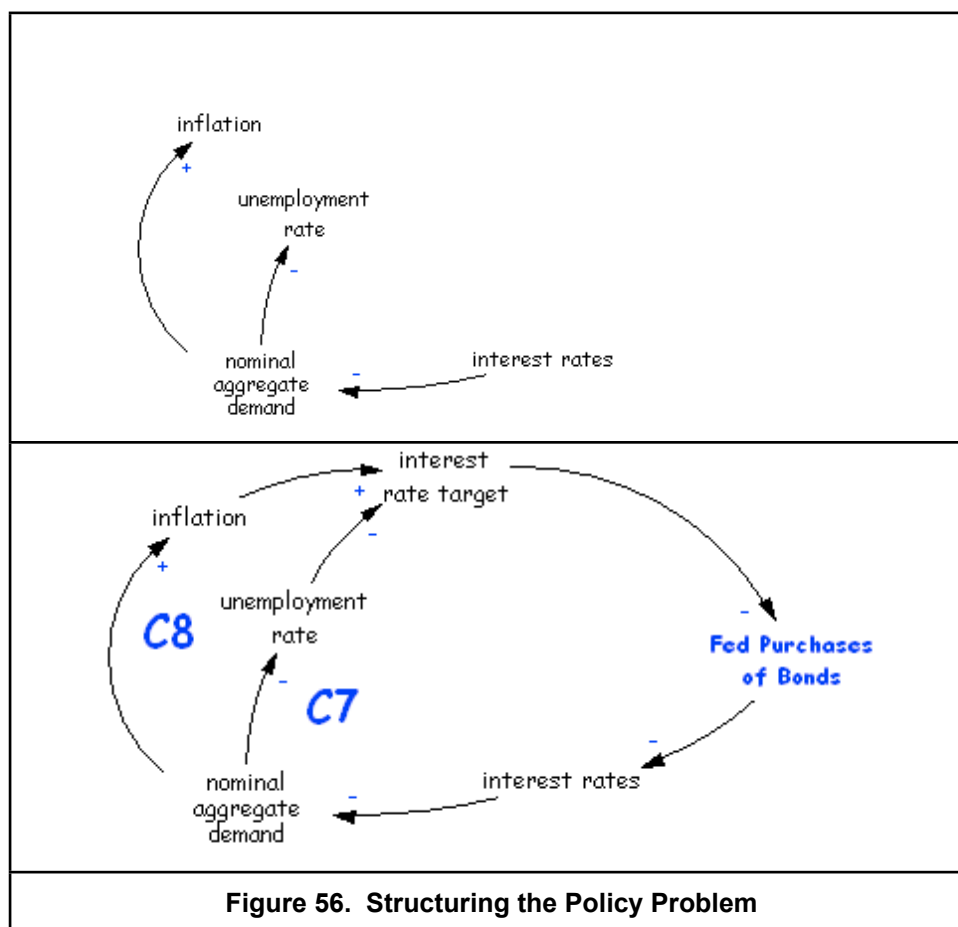 inflation
+
unemployment
rate
-
nominal
aggregate
demand
-
interest rates
interest
rate target
+
-
inflation
+
C8
unemployment
rate
-
C7
-
Fed Purchases
of Bonds
-
interest rates
-
nominal
aggregate
demand
Figure 56. Structuring the Policy Problem